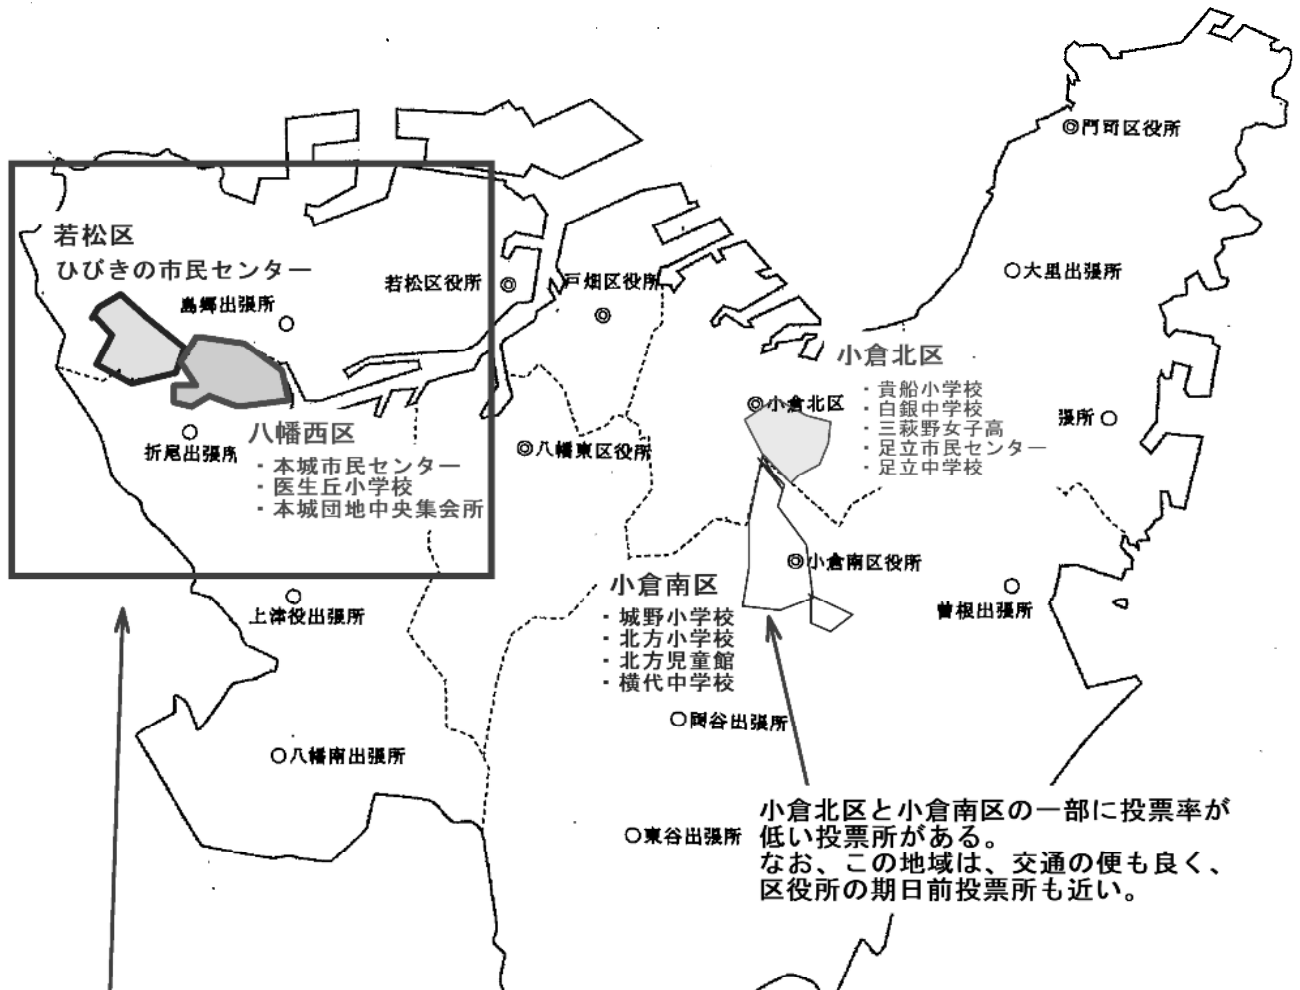 ◎門司区役所
若松区
ひびきの市民センター
島郷出張所
若松区役所
戸畑区役所
大里出張所
小倉北区
・貴船小学校
・白銀中学校
・三萩野女子高
・足立市民センター
・足立中学校
◎小倉北区
張所
八幡西区
・本城市民センター
・医生丘小学校
・本城団地中央集会所
折尾出張所
◎八幡東区役所
◎小倉南区役所
小倉南区
・城野小学校
・北方小学校
・北方児童館
・横代中学校
上津役出張所
曽根出張所
両谷出張所
八幡南出張所
東谷出張所
小倉北区と小倉南区の一部に投票率が
低い投票所がある。
なお、この地域は、交通の便も良く、
区役所の期日前投票所も近い。